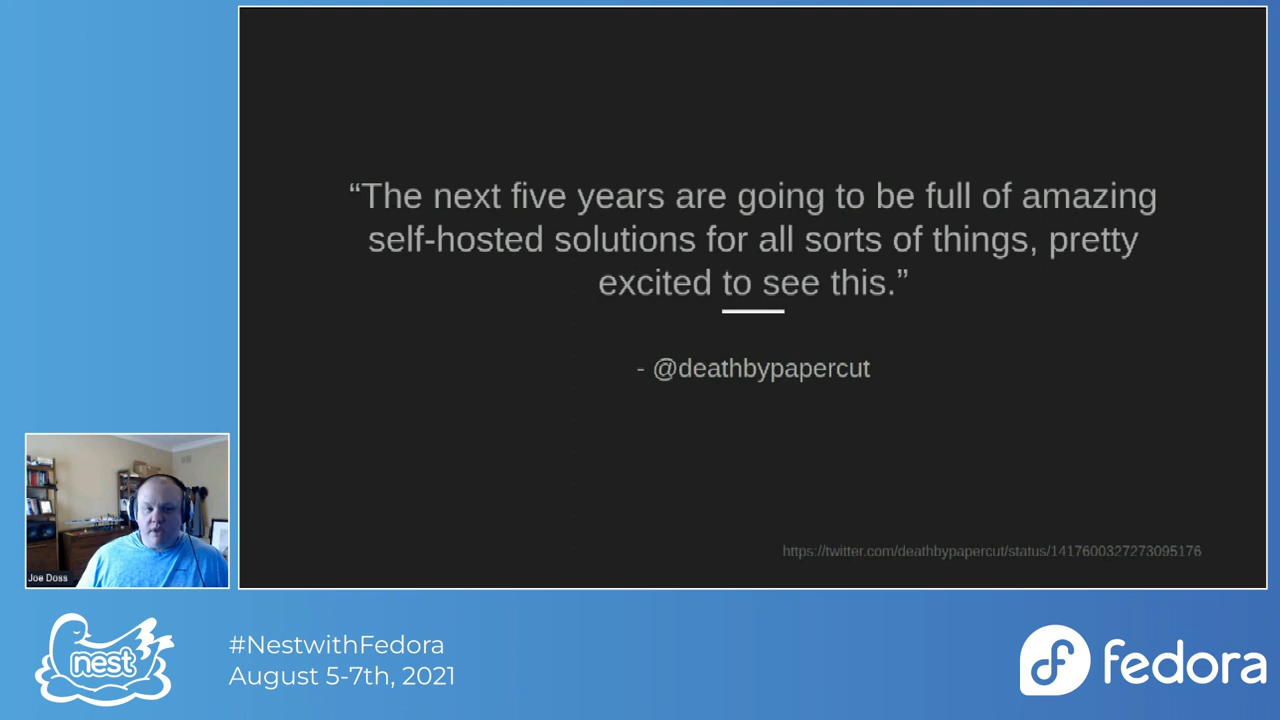 “The next five years are going to be full of amazing
self-hosted solutions for all sorts of things, pretty
excited to see this.”
- @deathbypapercut
https://twitter.com/deathbypapercut/status/1417600327273095176
Joe Doss
nest
#NestwithFedora
August 5-7th, 2021
fedora